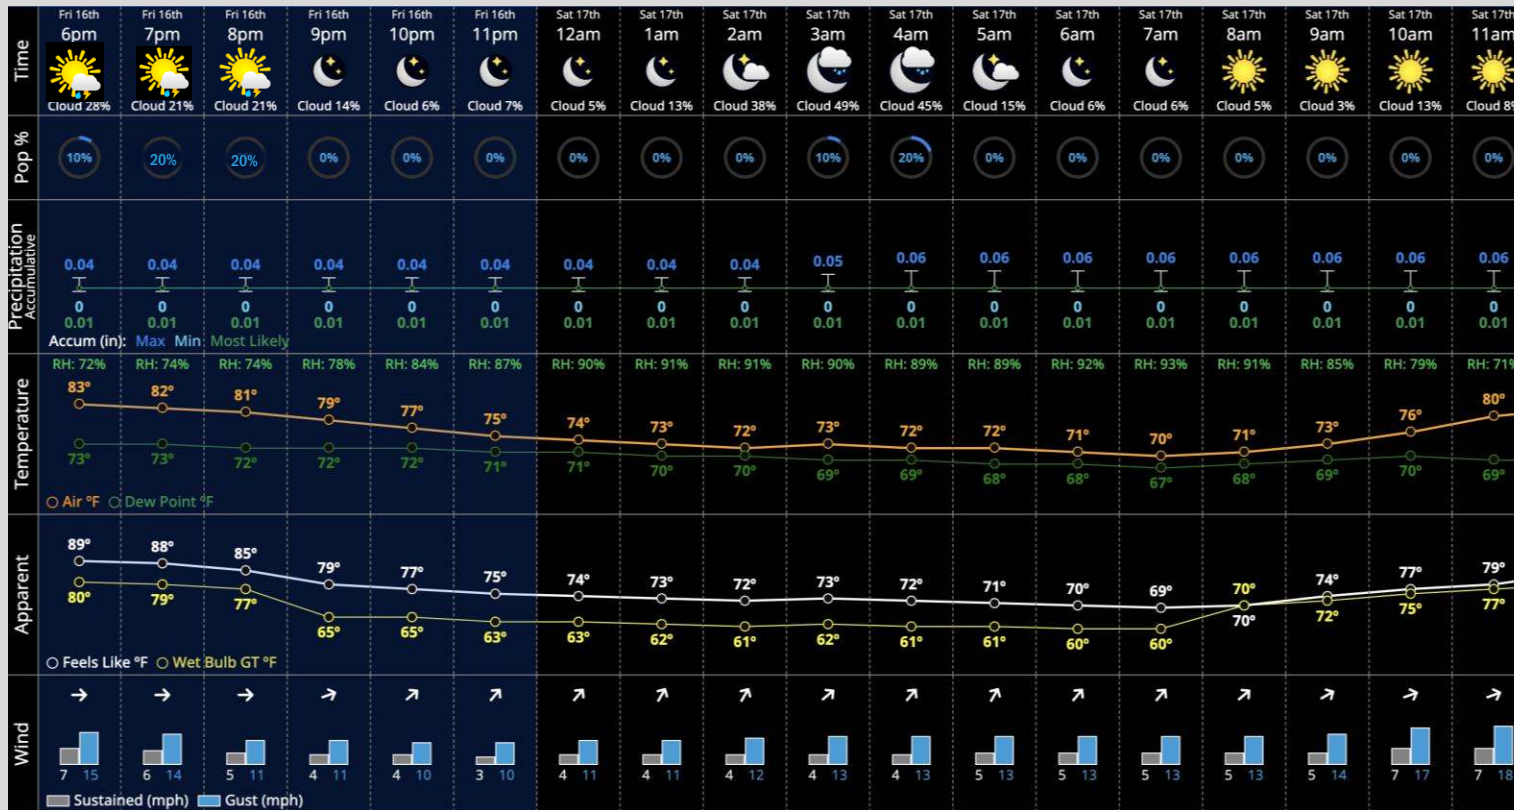 Time
Fri 16th Fri 16th Fri 16th Fri 16th Fri 16th Fri 16th Sat 17th Sat 17th Sat 17th Sat 17th Sat 17th Sat 17th Sat 17th Sat 17th Sat 17th Sat 17th Sat 17th Sat 17th
6pm 7pm 8pm 9pm 10pm 11pm 12am 1am 2am 3am 4am 5am 6am 7am 8am 9am 10am 11am
Cloud 28% Cloud 21% Cloud 21% Cloud 14% Cloud 6% Cloud 7% Cloud 5% Cloud 13% Cloud 38% Cloud 49% Cloud 45% Cloud 15% Cloud 6% Cloud 6% Cloud 5% Cloud 3% Cloud 13% Cloud 8%
Pop %
10% 20% 20% 0% 0% 0% 0% 0% 0% 10% 20% 0% 0% 0% 0% 0% 0% 0%
Precipitation
Accumulative
0.04 0.04 0.04 0.04 0.04 0.04 0.04 0.04 0.04 0.05 0.06 0.06 0.06 0.06 0.06 0.06 0.06 0.06
0 0 0 0 0 0 0 0 0 0 0 0 0 0 0 0 0 0
0.01 0.01 0.01 0.01 0.01 0.01 0.01 0.01 0.01 0.01 0.01 0.01 0.01 0.01 0.01 0.01 0.01 0.01
Accum (in): Max Min Most Likely
Temperature
RH: 72% RH: 74% RH: 74% RH: 78% RH: 84% RH: 87% RH: 90% RH: 91% RH: 91% RH: 90% RH: 89% RH: 89% RH: 92% RH: 93% RH: 91% RH: 85% RH: 79% RH: 71%
83° 82° 81° 79° 77° 75° 74° 73° 72° 73° 72° 72° 71° 70° 71° 73° 76° 80°
73° 73° 72° 72° 72° 71° 71° 70° 70° 69° 69° 68° 68° 67° 68° 69° 70° 69°
Air ºF Dew Point ºF
Apparent
89° 88° 85° 79° 77° 75° 74° 73° 72° 73° 72° 71° 70° 69° 70° 74° 77° 79°
80° 79° 77° 65° 65° 63° 63° 62° 61° 62° 61° 61° 60° 60° 70° 72° 75° 77°
Feels Like ºF Wet Bulb GT ºF
Wind
7 15 6 14 5 11 4 11 4 10 3 10 4 11 4 11 4 12 4 13 4 13 5 13 5 13 5 13 5 13 5 14 7 17 7 18
Sustained (mph) Gust (mph)